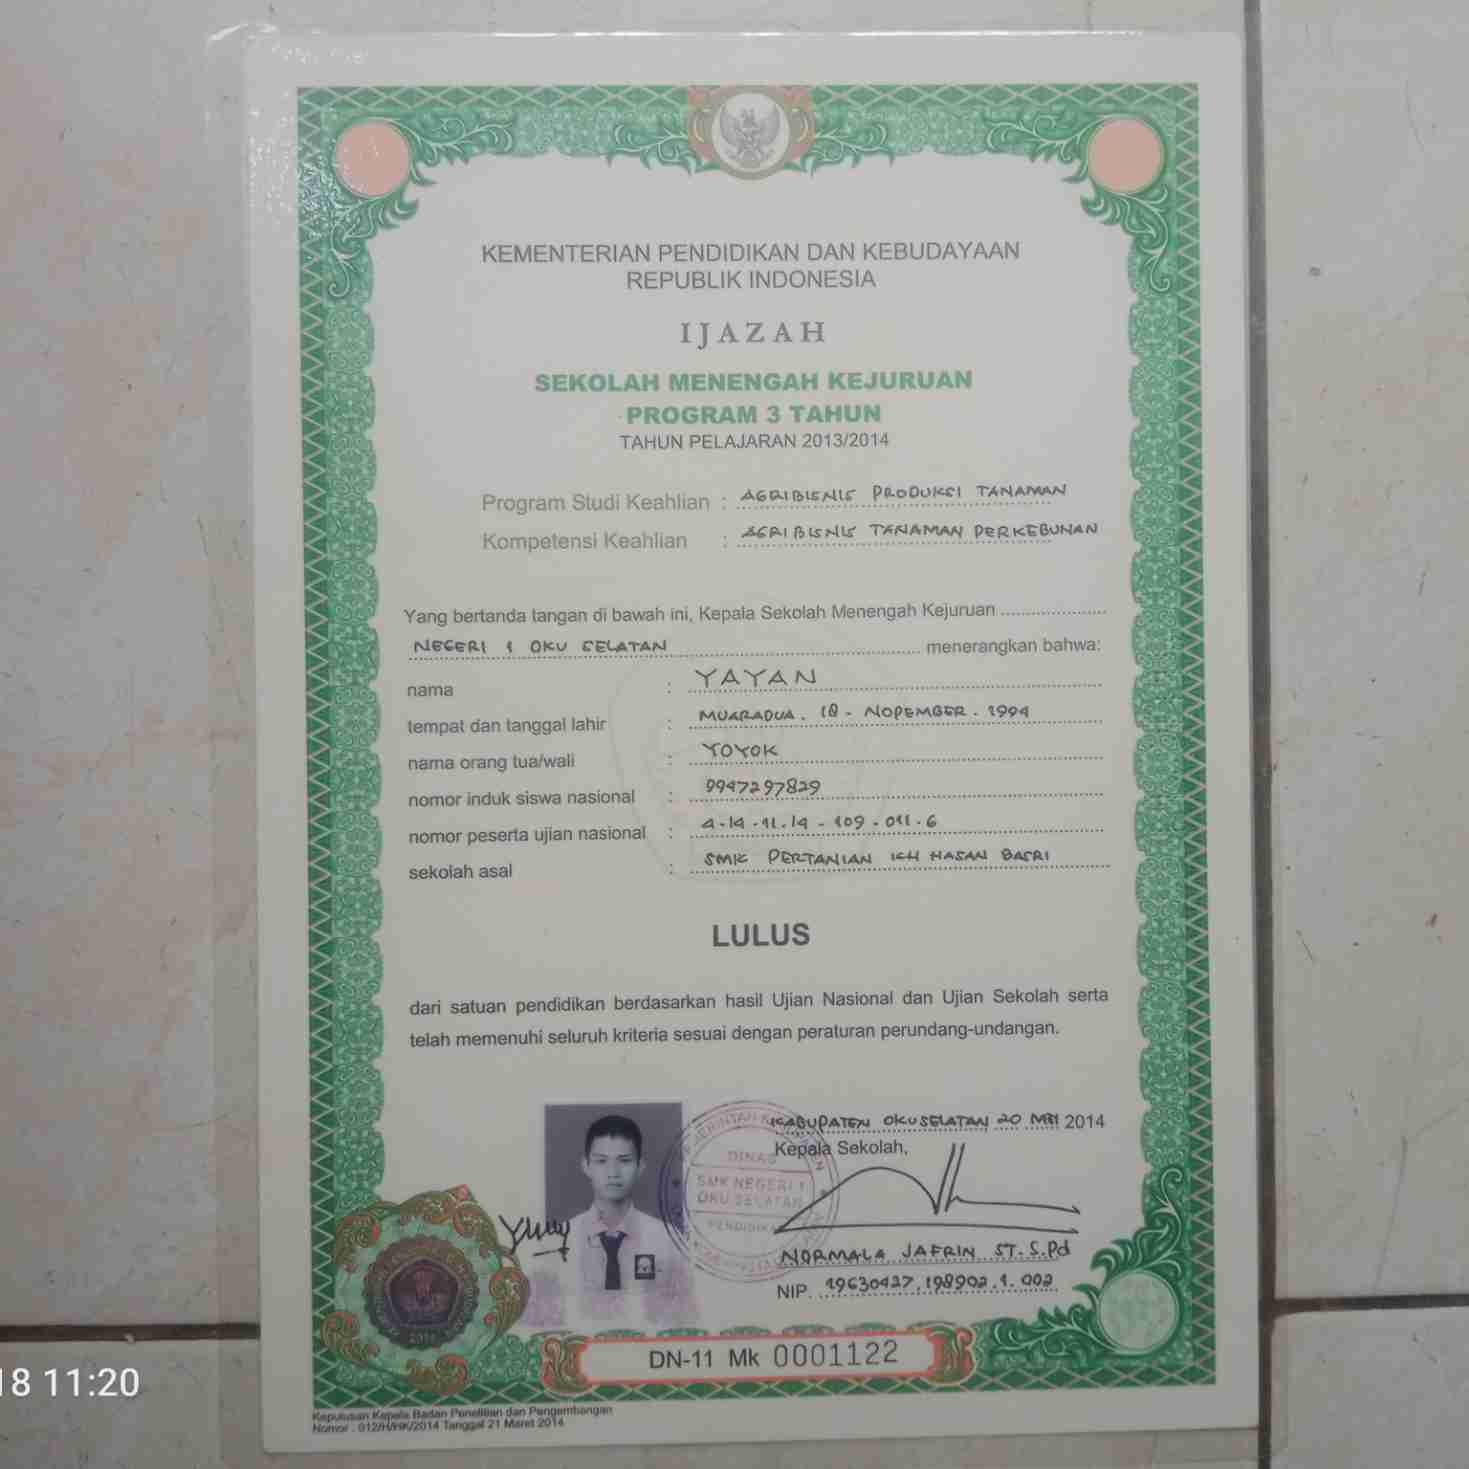 KEMENTERIAN PENDIDIKAN DAN KEBUDAYAAN
REPUBLIK INDONESIA
IJAZAH
SEKOLAH MENENGAH KEJURUAN
PROGRAM 3 TAHUN
TAHUN PELAJARAN 2013/2014
Program Studi Keahlian : AGRIBISNIS PRODUKSI TANAMAN
Kompetensi Keahlian : AGRIBISNIS TANAMAN PERKEBUNAN
Yang bertanda tangan di bawah ini, Kepala Sekolah Menengah Kejuruan
NEGERI 1 OKU SELATAN menerangkan bahwa:
nama : YAYAN
tempat dan tanggal lahir : MUARADUA. 18 - NOPEMBER - 1994
nama orang tua/wali : YOYOK
nomor induk siswa nasional : 9947297829
nomor peserta ujian nasional : 4-14-11.14-109-011-6
sekolah asal : SMK PERTANIAN IKH HASAN BASRI
LULUS
dari satuan pendidikan berdasarkan hasil Ujian Nasional dan Ujian Sekolah serta
telah memenuhi seluruh kriteria sesuai dengan peraturan perundang-undangan.
KABUPATEN OKU SELATAN 20 MEI 2014
Kepala Sekolah,
DINAS
SMK NEGERI 1
OKU SELATAN
NORMALA JAFRIN ST. S.Pd
NIP. 19630427.198902.1.002
DN-11 Mk 0001122
Keputusan Kepala Badan Penelitian dan Pengembangan
Nomor : 012/H/HK/2014 Tanggal 21 Maret 2014
18 11:20